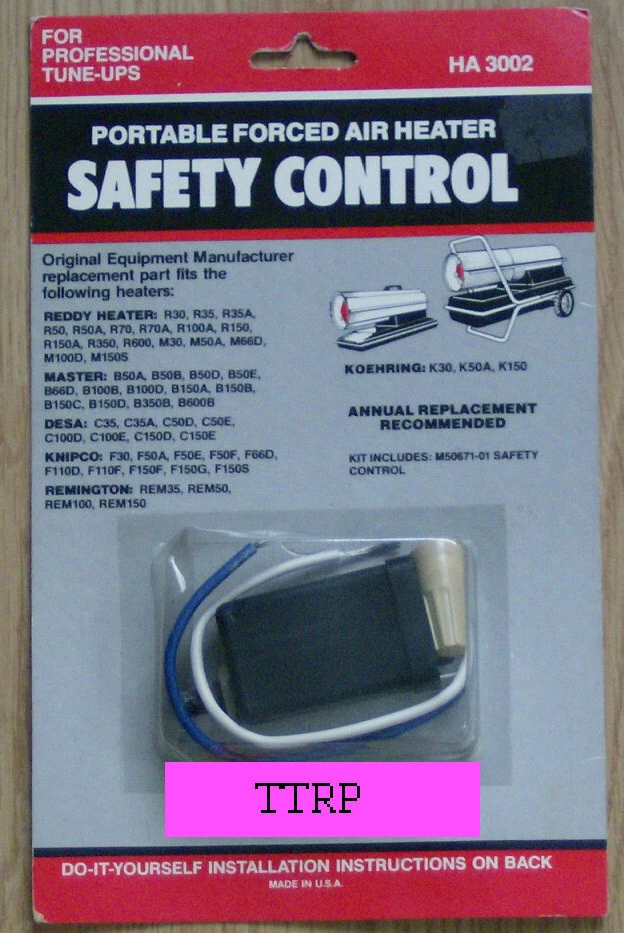 FOR
PROFESSIONAL
TUNE-UPS
HA 3002
PORTABLE FORCED AIR HEATER
SAFETY CONTROL
Original Equipment Manufacturer
replacement part fits the
following heaters:
REDDY HEATER: R30, R35, R35A,
R50, R50A, R70, R70A, R100A, R150,
R150A, R350, R600, M30, M50A, M66D,
M100D, M150S
MASTER: B50A, B50B, B50D, B50E,
B66D, B100B, B100D, B150A, B150B,
B150C, B150D, B350B, B600B
DESA: C35, C35A, C50D, C50E,
C100D, C100E, C150D, C150E
KNIPCO: F30, F50A, F50E, F50F, F66D,
F110D, F110F, F150F, F150G, F150S
REMINGTON: REM35, REM50,
REM100, REM150
KOEHRING: K30, K50A, K150
ANNUAL REPLACEMENT
RECOMMENDED
KIT INCLUDES: M50671-01 SAFETY
CONTROL
TTRP
DO-IT-YOURSELF INSTALLATION INSTRUCTIONS ON BACK
MADE IN U.S.A.